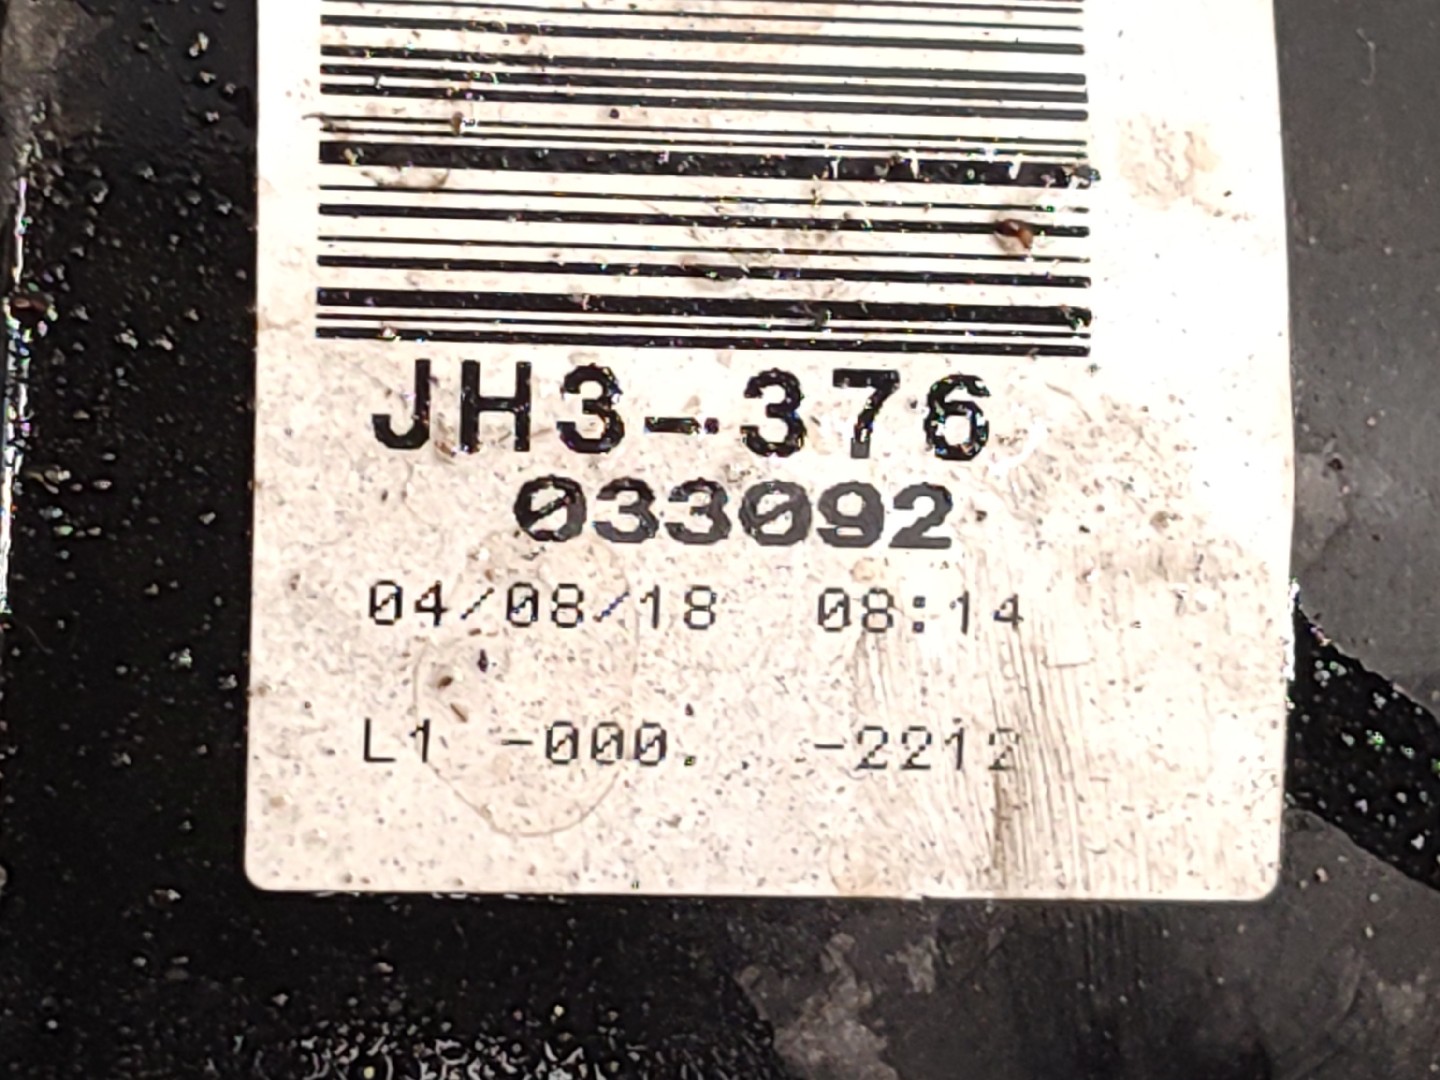 JH3-376
033092
04/08/18 08:14
L1 -000. -2212